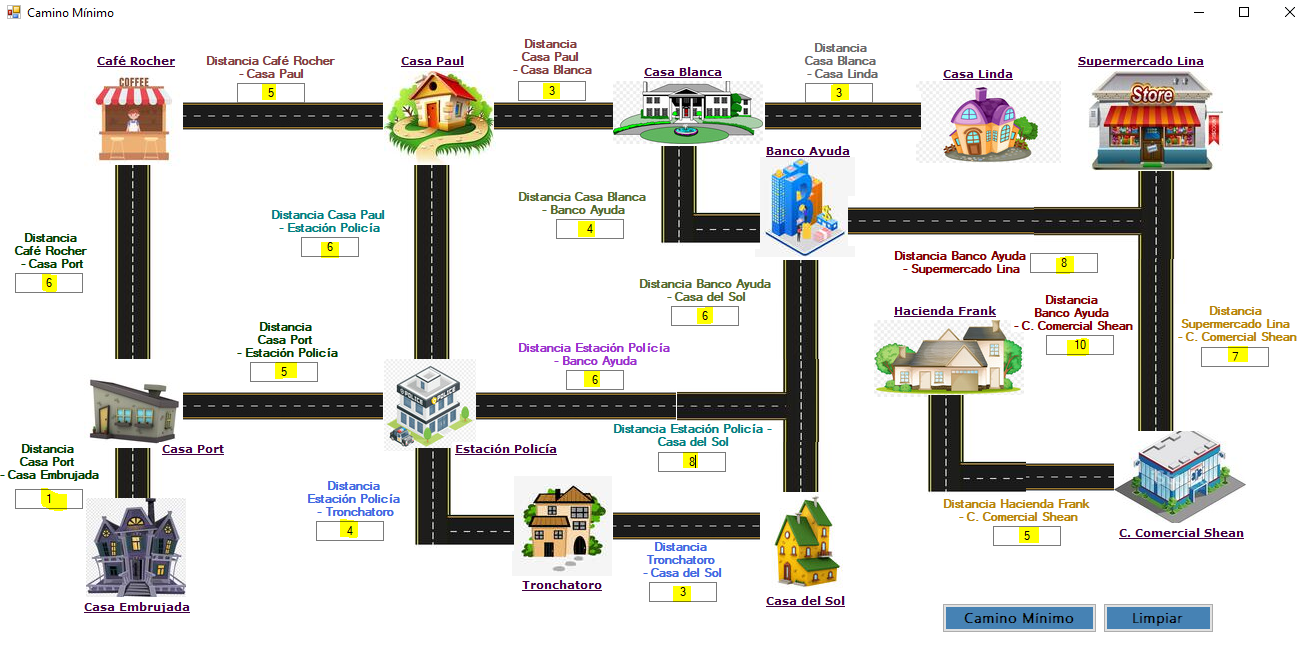 Camino Mínimo
Café Rocher
COFFEE
Distancia Café Rocher
- Casa Paul
5
Casa Paul
Distancia
Casa Paul
- Casa Blanca
3
Casa Blanca
Distancia
Casa Blanca
- Casa Linda
3
Casa Linda
Supermercado Lina
Store
Banco Ayuda
Distancia Casa Blanca
- Banco Ayuda
4
Distancia Casa Paul
- Estación Policía
6
Distancia
Café Rocher
- Casa Port
6
Distancia Banco Ayuda
- Supermercado Lina
8
Distancia Banco Ayuda
- Casa del Sol
6
Hacienda Frank
Distancia
Banco Ayuda
- C. Comercial Shean
10
Distancia
Supermercado Lina
- C. Comercial Shean
7
Distancia
Casa Port
- Estación Policía
5
Distancia Estación Policía
- Banco Ayuda
6
POLICE
POLICE
Casa Port
Estación Policía
Distancia Estación Policía -
Casa del Sol
8
Distancia
Casa Port
- Casa Embrujada
1
Distancia
Estación Policía
- Tronchatoro
4
Distancia Hacienda Frank
- C. Comercial Shean
5
C. Comercial Shean
Distancia
Tronchatoro
- Casa del Sol
3
Tronchatoro
Casa del Sol
Casa Embrujada
Camino Mínimo
Limpiar